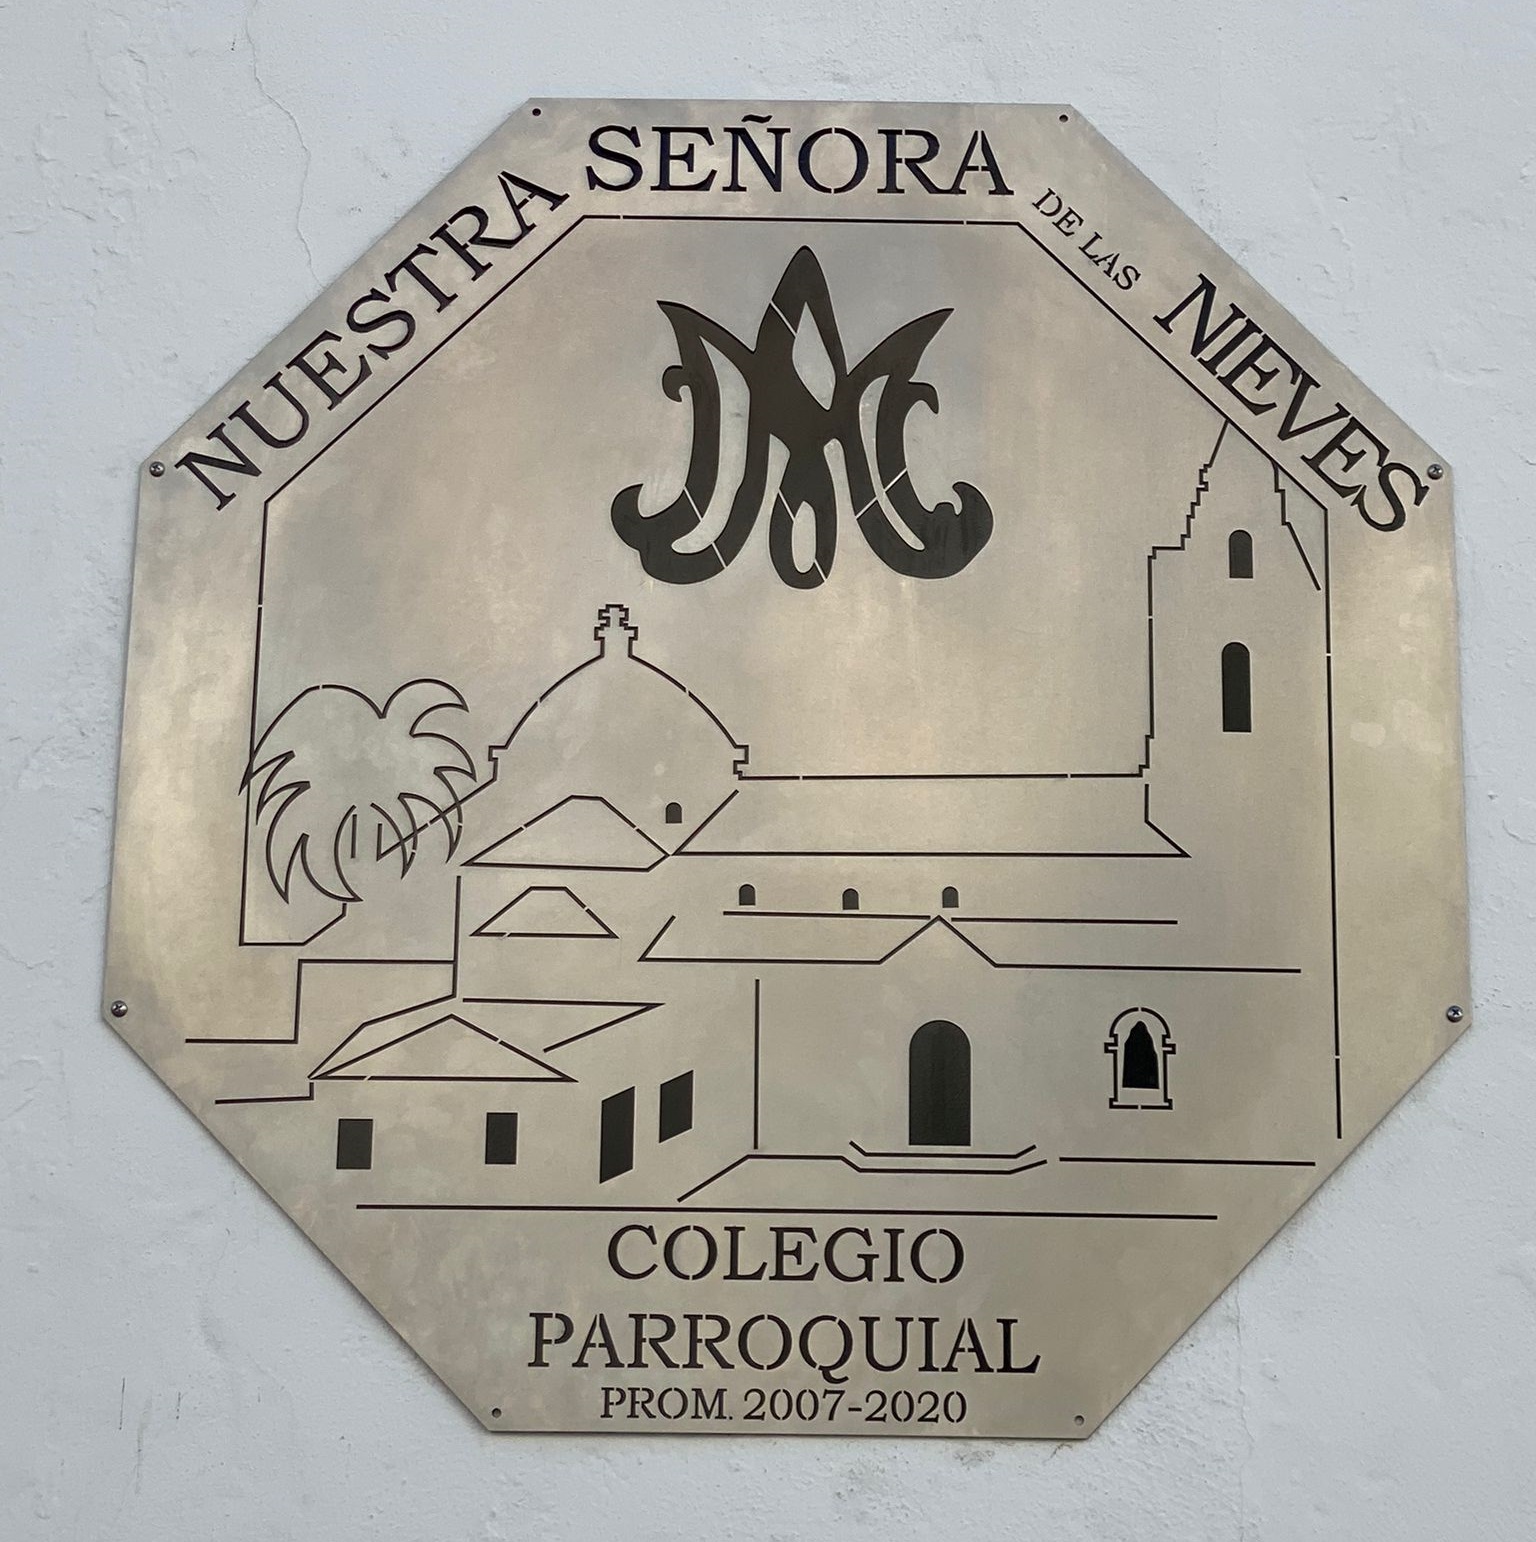 NUESTRA SEÑORA DE LAS NIEVES
COLEGIO
PARROQUIAL
PROM. 2007-2020